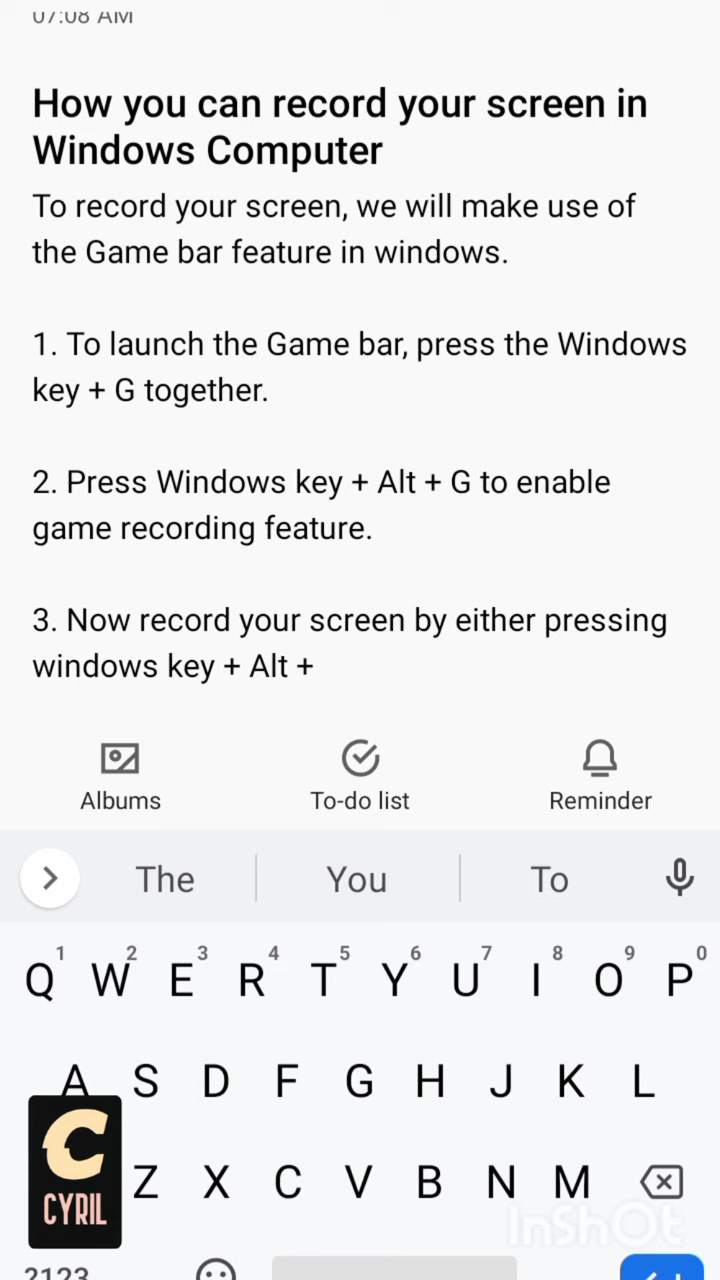 07:08 AM
How you can record your screen in
Windows Computer
To record your screen, we will make use of
the Game bar feature in windows.
1. To launch the Game bar, press the Windows
key + G together.
2. Press Windows key + Alt + G to enable
game recording feature.
3. Now record your screen by either pressing
windows key + Alt +
Albums To-do list Reminder
The You To
1 2 3 4 5 6 7 8 9 0
Q W E R T Y U I O P
A S D F G H J K L
C
CYRIL
Z X C V B N M
InShOt
?123